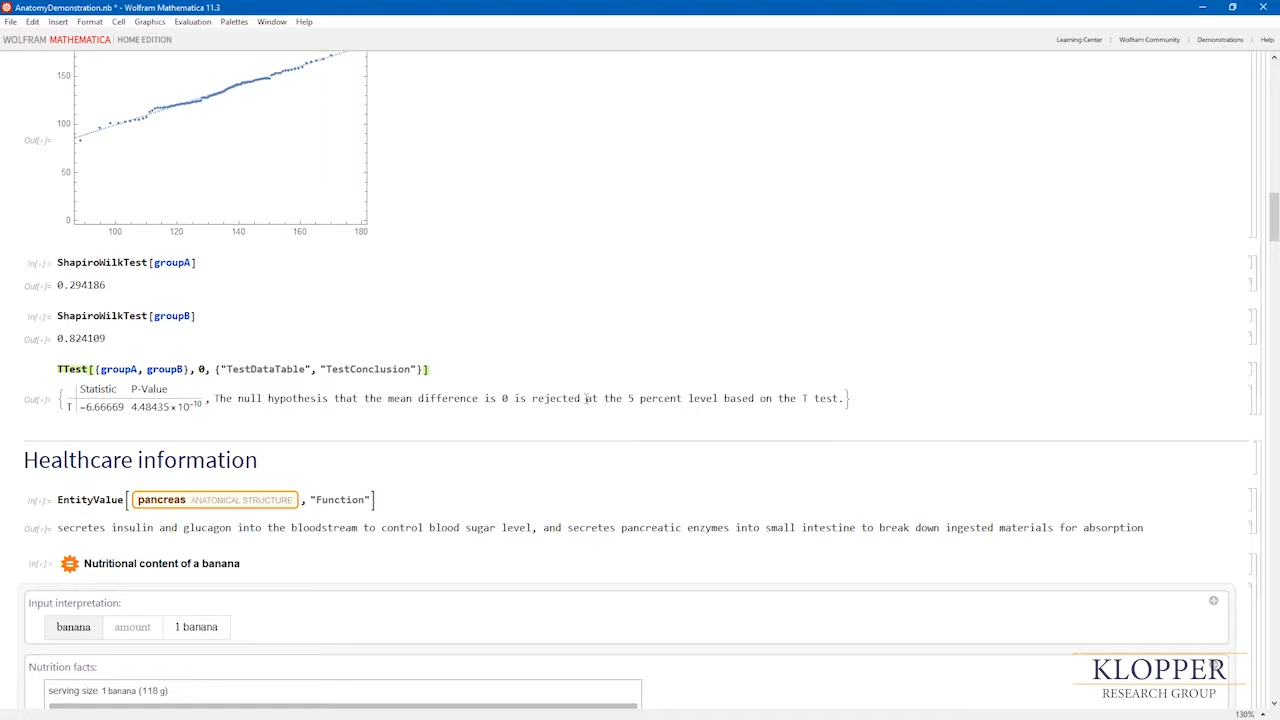 AnatomyDemonstration.nb * - Wolfram Mathematica 11.3
File Edit Insert Format Cell Graphics Evaluation Palettes Window Help
WOLFRAM MATHEMATICA | HOME EDITION
Learning Center | Wolfram Community | Demonstrations | Help
150
100
Out[•]=
50
0
100 120 140 160 180
In[•]:= ShapiroWilkTest[groupA]
Out[•]= 0.294186
In[•]:= ShapiroWilkTest[groupB]
Out[•]= 0.824109
TTest[{groupA, groupB}, 0, {"TestDataTable", "TestConclusion"}]
Statistic P-Value
Out[•]= { T -6.66669 4.48435×10^-10 , The null hypothesis that the mean difference is 0 is rejected at the 5 percent level based on the T test.}
Healthcare information
In[•]:= EntityValue[ pancreas ANATOMICAL STRUCTURE , "Function"]
Out[•]= secretes insulin and glucagon into the bloodstream to control blood sugar level, and secretes pancreatic enzymes into small intestine to break down ingested materials for absorption
In[•]:= Nutritional content of a banana
Input interpretation:
banana amount 1 banana
Nutrition facts:
serving size 1 banana (118 g)
KLOPPER
RESEARCH GROUP
130%